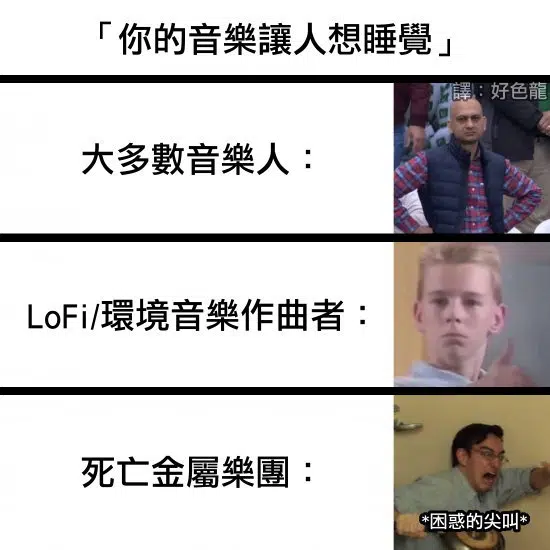 「你的音樂讓人想睡覺」
譯：好色龍
大多數音樂人：
LoFi/環境音樂作曲者：
死亡金屬樂團：
*困惑的尖叫*